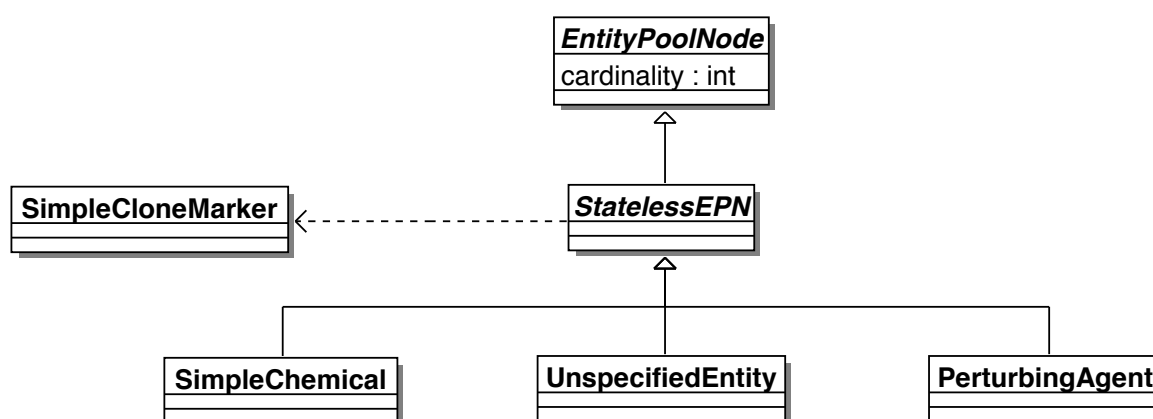 EntityPoolNode
cardinality : int
SimpleCloneMarker
StatelessEPN
SimpleChemical
UnspecifiedEntity
PerturbingAgent